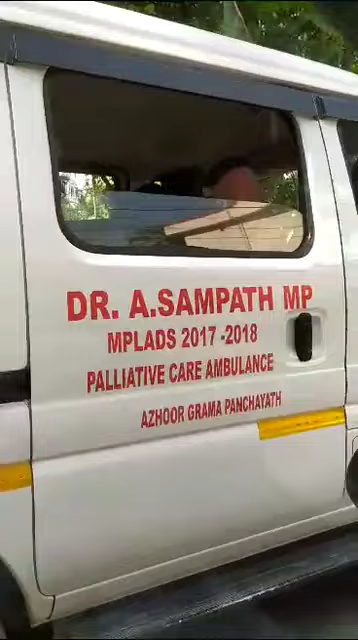 DR. A.SAMPATH MP
MPLADS 2017 -2018
PALLIATIVE CARE AMBULANCE
AZHOOR GRAMA PANCHAYATH